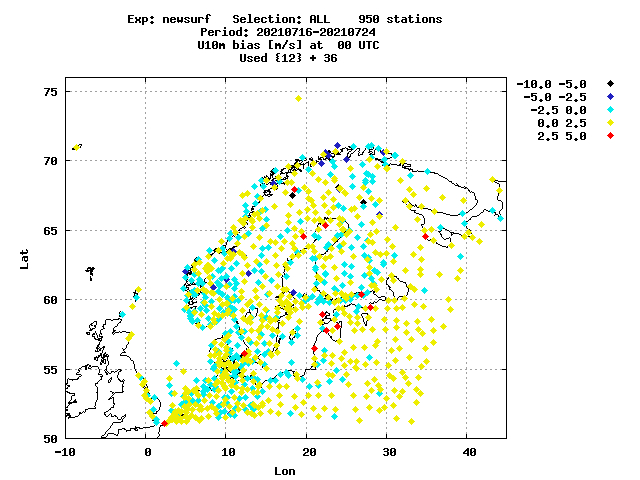 Exp: newsurf   Selection: ALL    950 stations
Period: 20210716-20210724
U10m bias [m/s] at  00 UTC
Used {12} + 36
-10.0 -5.0
-5.0 -2.5
-2.5 0.0
0.0 2.5
2.5 5.0
75
70
65
60
55
50
Lat
-10 0 10 20 30 40
Lon